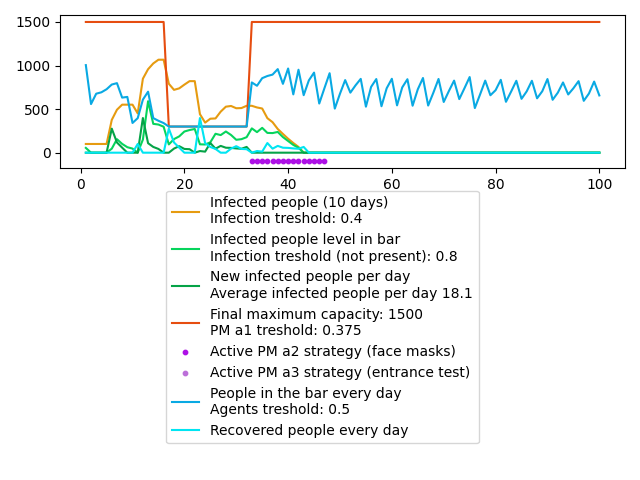 1500
1000
500
0
0 20 40 60 80 100
Infected people (10 days)
Infection treshold: 0.4
Infected people level in bar
Infection treshold (not present): 0.8
New infected people per day
Average infected people per day 18.1
Final maximum capacity: 1500
PM a1 treshold: 0.375
Active PM a2 strategy (face masks)
Active PM a3 strategy (entrance test)
People in the bar every day
Agents treshold: 0.5
Recovered people every day